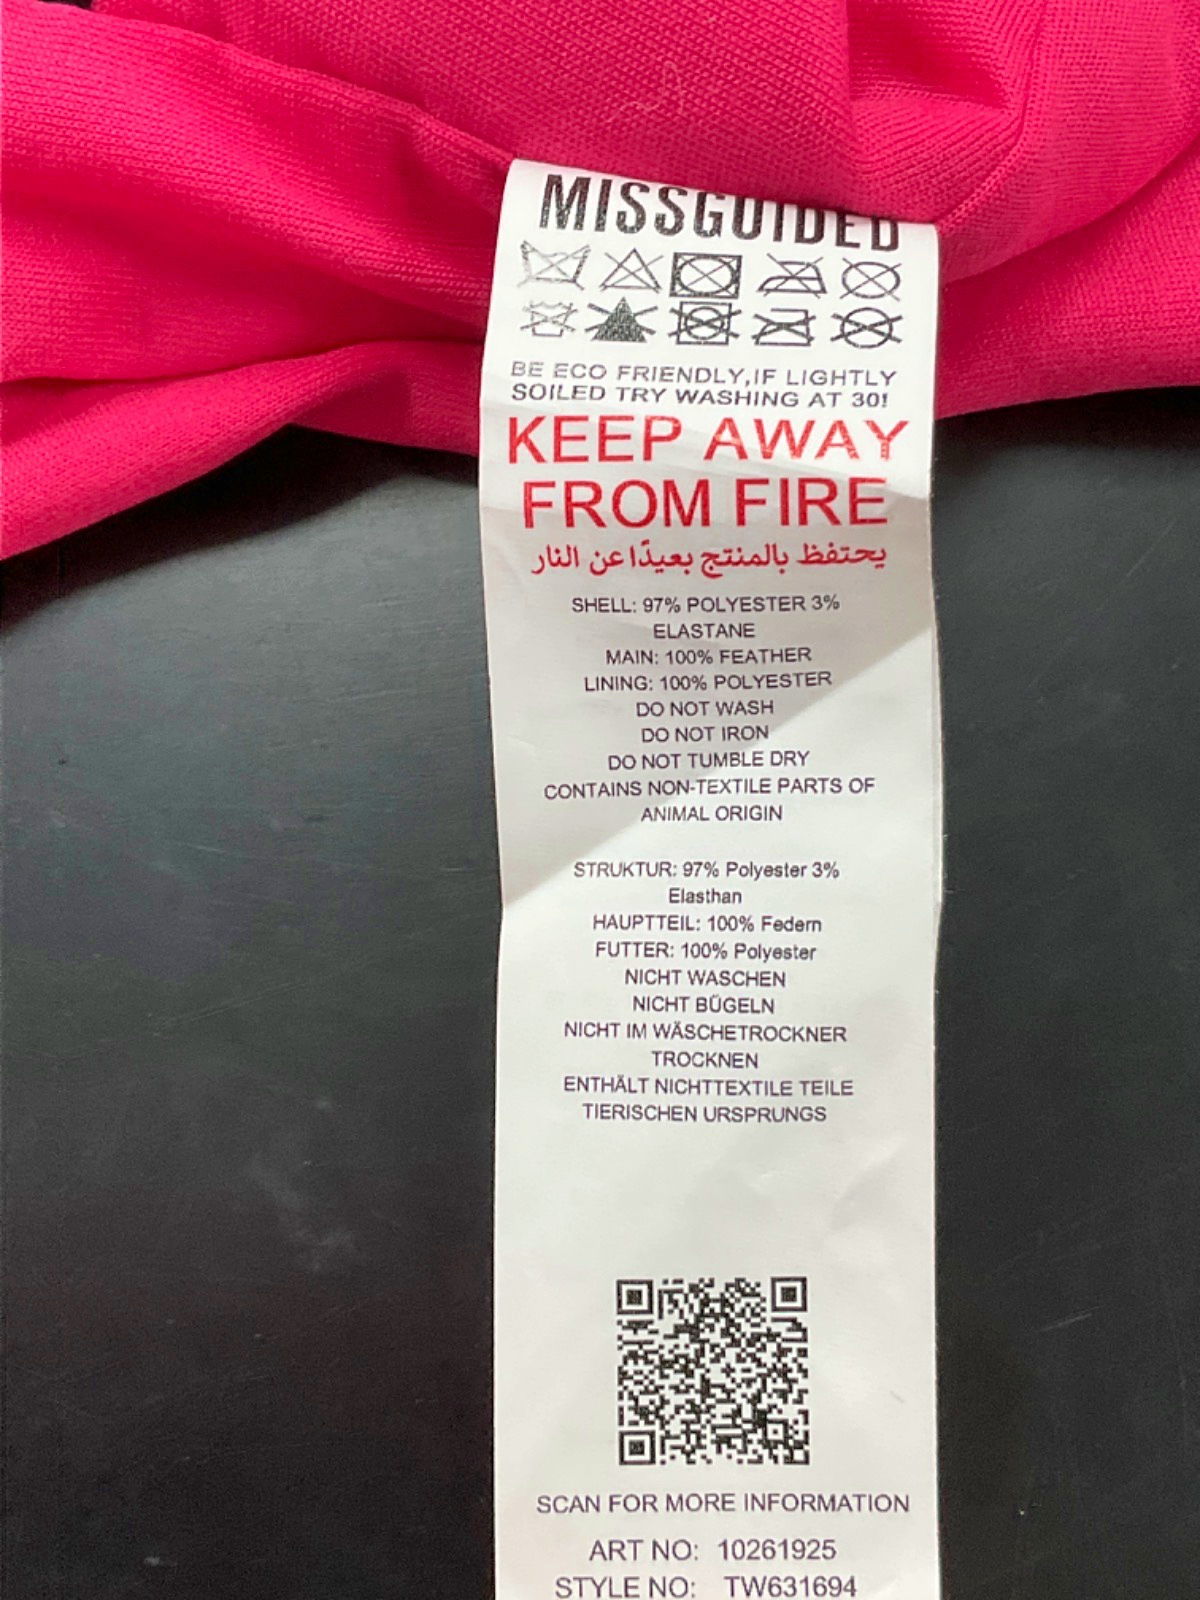 MISSGUIDED
BE ECO FRIENDLY,IF LIGHTLY
SOILED TRY WASHING AT 30!
KEEP AWAY
FROM FIRE
يحتفظ بالمنتج بعيدًا عن النار
SHELL: 97% POLYESTER 3%
ELASTANE
MAIN: 100% FEATHER
LINING: 100% POLYESTER
DO NOT WASH
DO NOT IRON
DO NOT TUMBLE DRY
CONTAINS NON-TEXTILE PARTS OF
ANIMAL ORIGIN
STRUKTUR: 97% Polyester 3%
Elasthan
HAUPTTEIL: 100% Federn
FUTTER: 100% Polyester
NICHT WASCHEN
NICHT BÜGELN
NICHT IM WÄSCHETROCKNER
TROCKNEN
ENTHÄLT NICHTTEXTILE TEILE
TIERISCHEN URSPRUNGS
SCAN FOR MORE INFORMATION
ART NO: 10261925
STYLE NO: TW631694